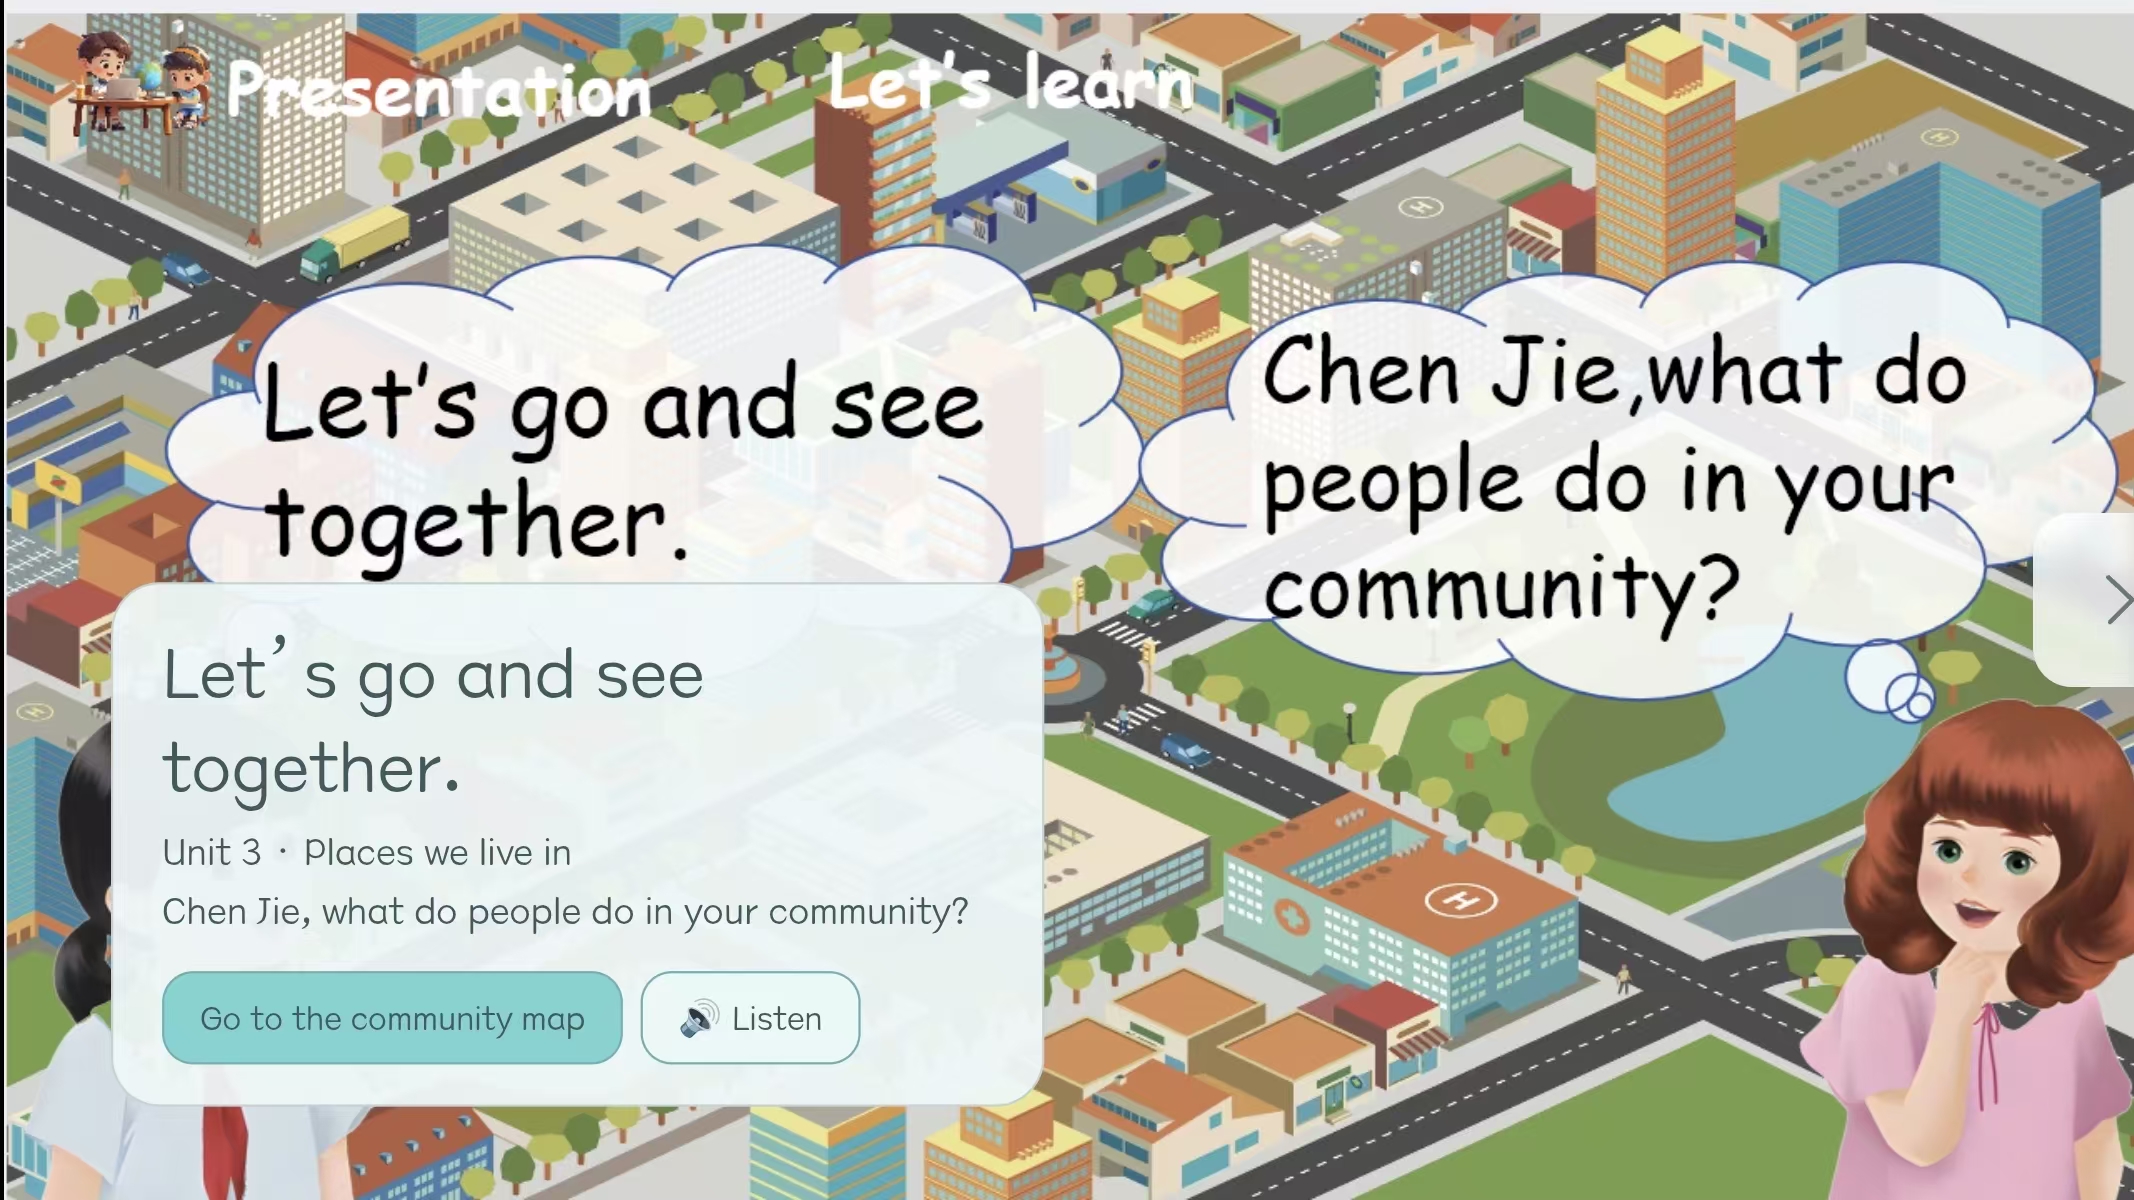 Presentation
Let's learn
Let's go and see
together.
Chen Jie,what do
people do in your
community?
Let’s go and see
together.
Unit 3 · Places we live in
Chen Jie, what do people do in your community?
Go to the community map
Listen
H
H
H
H